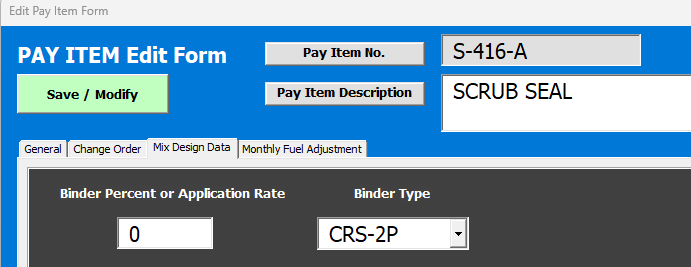 Edit Pay Item Form
PAY ITEM Edit Form
Pay Item No.
S-416-A
Save / Modify
Pay Item Description
SCRUB SEAL
General
Change Order
Mix Design Data
Monthly Fuel Adjustment
Binder Percent or Application Rate
Binder Type
0
CRS-2P